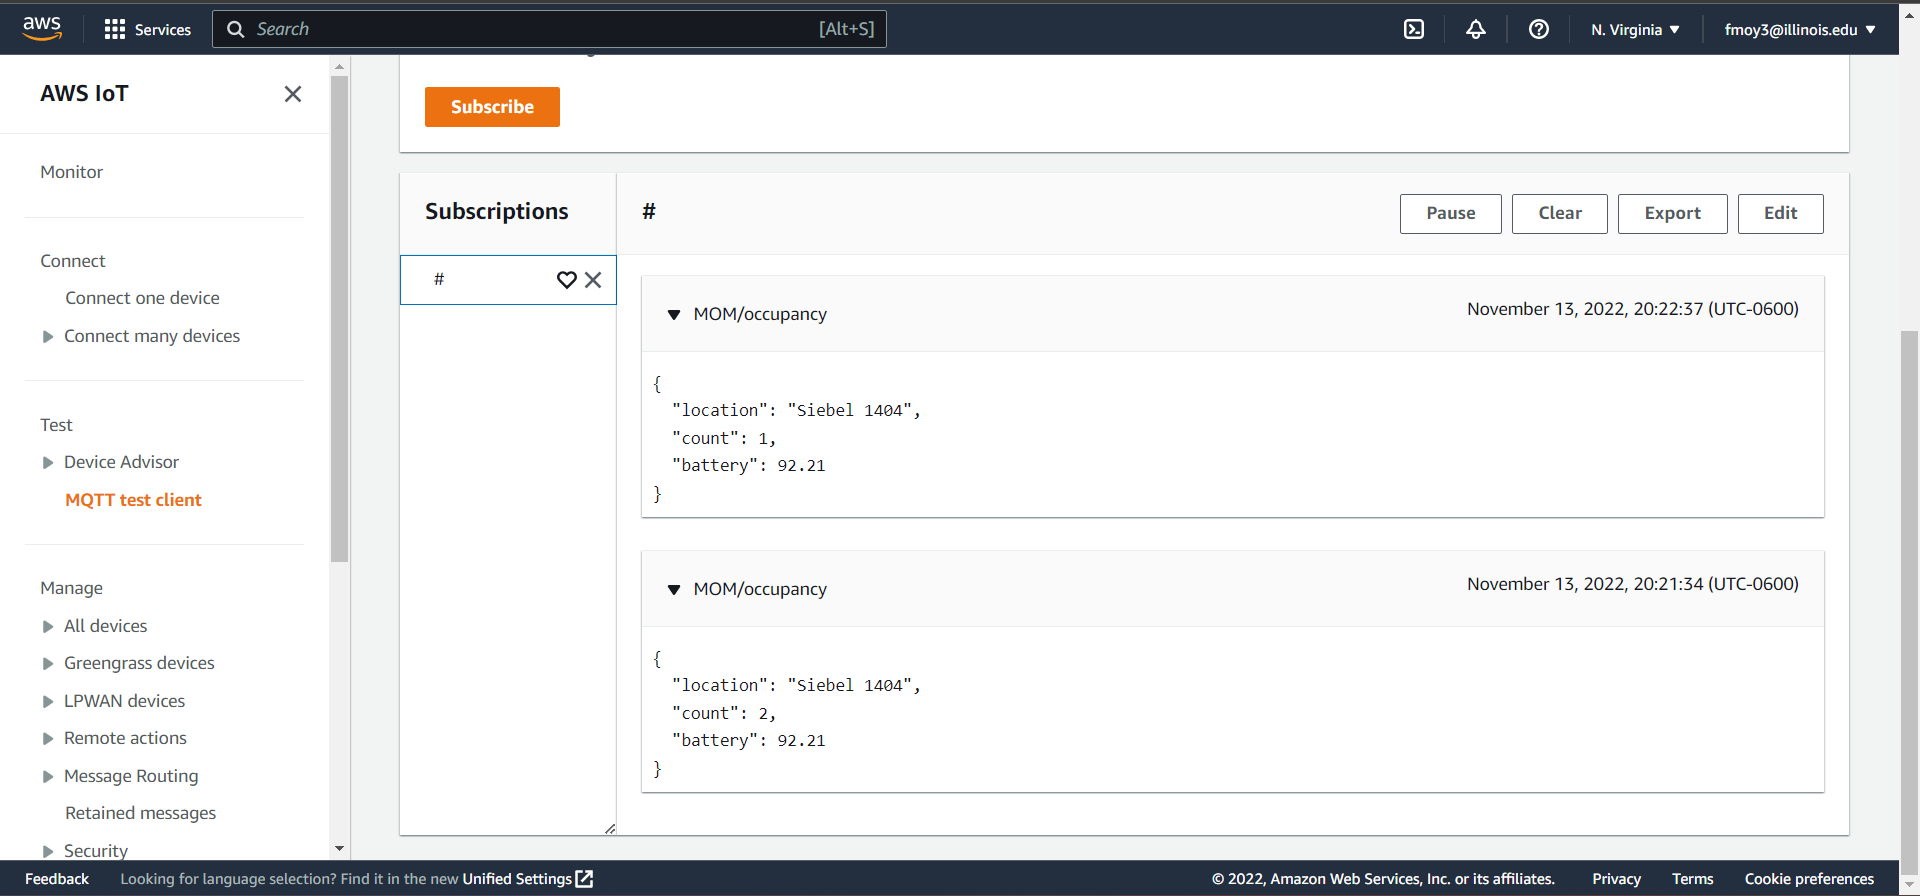 aws
Services
Search
[Alt+S]
N. Virginia
fmoy3@illinois.edu
AWS IoT
Monitor
Connect
Connect one device
Connect many devices
Test
Device Advisor
MQTT test client
Manage
All devices
Greengrass devices
LPWAN devices
Remote actions
Message Routing
Retained messages
Security
Subscribe
Subscriptions
#
Pause
Clear
Export
Edit
#
MOM/occupancy
November 13, 2022, 20:22:37 (UTC-0600)
{
"location": "Siebel 1404",
"count": 1,
"battery": 92.21
}
MOM/occupancy
November 13, 2022, 20:21:34 (UTC-0600)
{
"location": "Siebel 1404",
"count": 2,
"battery": 92.21
}
Feedback
Looking for language selection? Find it in the new Unified Settings
© 2022, Amazon Web Services, Inc. or its affiliates.
Privacy
Terms
Cookie preferences